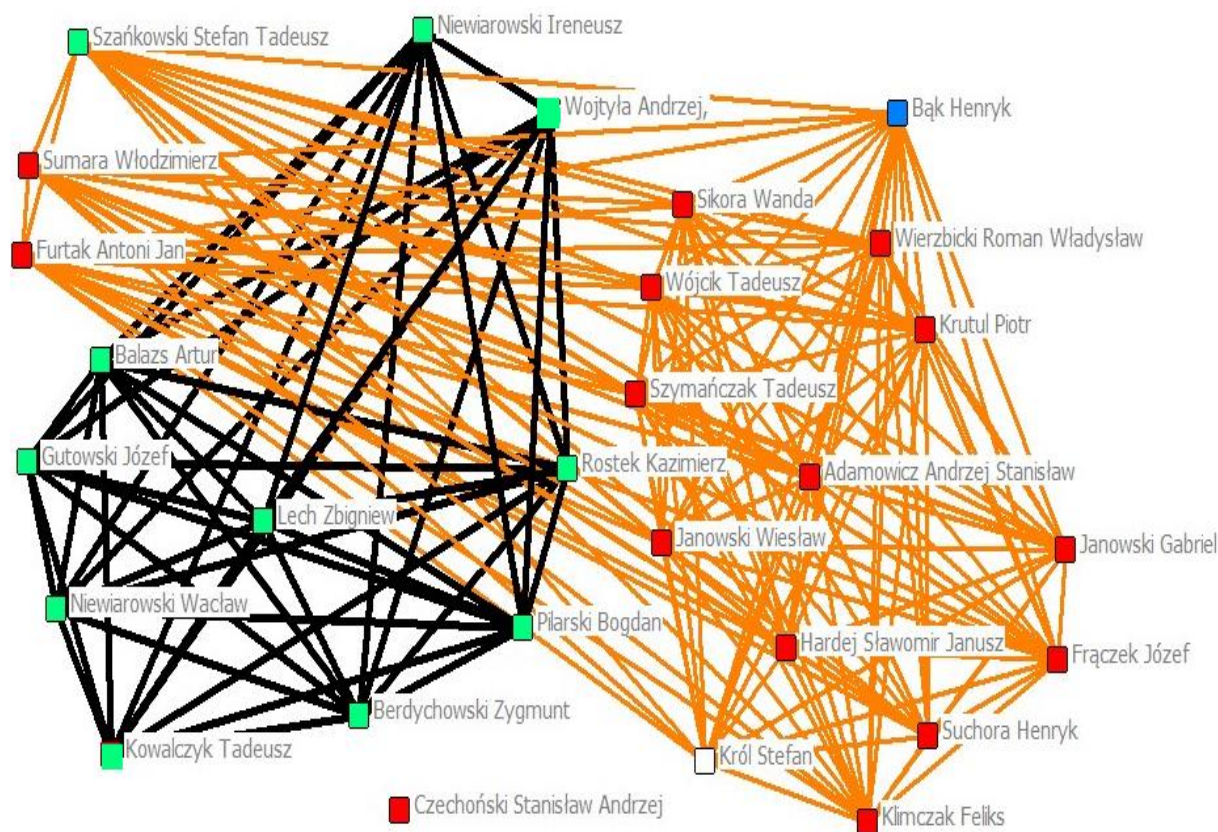 Szańkowski Stefan Tadeusz
Niewiarowski Ireneusz
Wojtyła Andrzej,
Bąk Henryk
Sumara Włodzimierz
Sikora Wanda
Wierzbicki Roman Władysław
Furtak Antoni Jan
Wójcik Tadeusz
Krutul Piotr
Balazs Artur
Szymańczak Tadeusz
Gutowski Józef
Rostek Kazimierz
Adamowicz Andrzej Stanisław
Lech Zbigniew
Janowski Wiesław
Janowski Gabriel
Niewiarowski Wacław
Pilarski Bogdan
Hardej Sławomir Janusz
Frączek Józef
Berdychowski Zygmunt
Suchora Henryk
Kowalczyk Tadeusz
Król Stefan
Czechoński Stanisław Andrzej
Klimczak Feliks